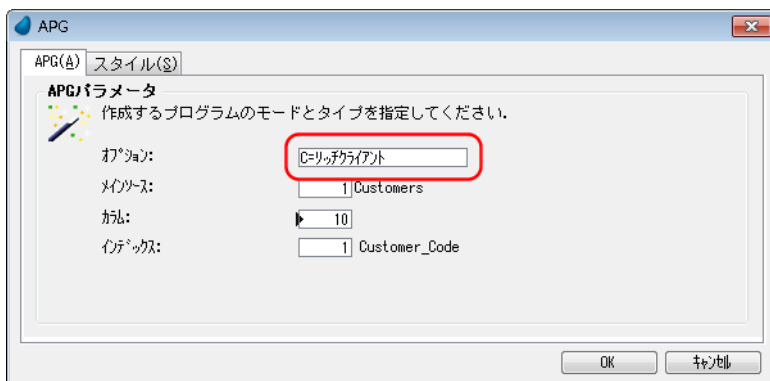 APG
APG(A) スタイル(S)
APGパラメータ
作成するプログラムのモードとタイプを指定してください.
ｵﾌﾟｼｮﾝ: C=ﾘｯﾁｸﾗｲｱﾝﾄ
ﾒｲﾝｿｰｽ: 1 Customers
ｶﾗﾑ: 10
ｲﾝﾃﾞｯｸｽ: 1 Customer_Code
OK ｷｬﾝｾﾙ